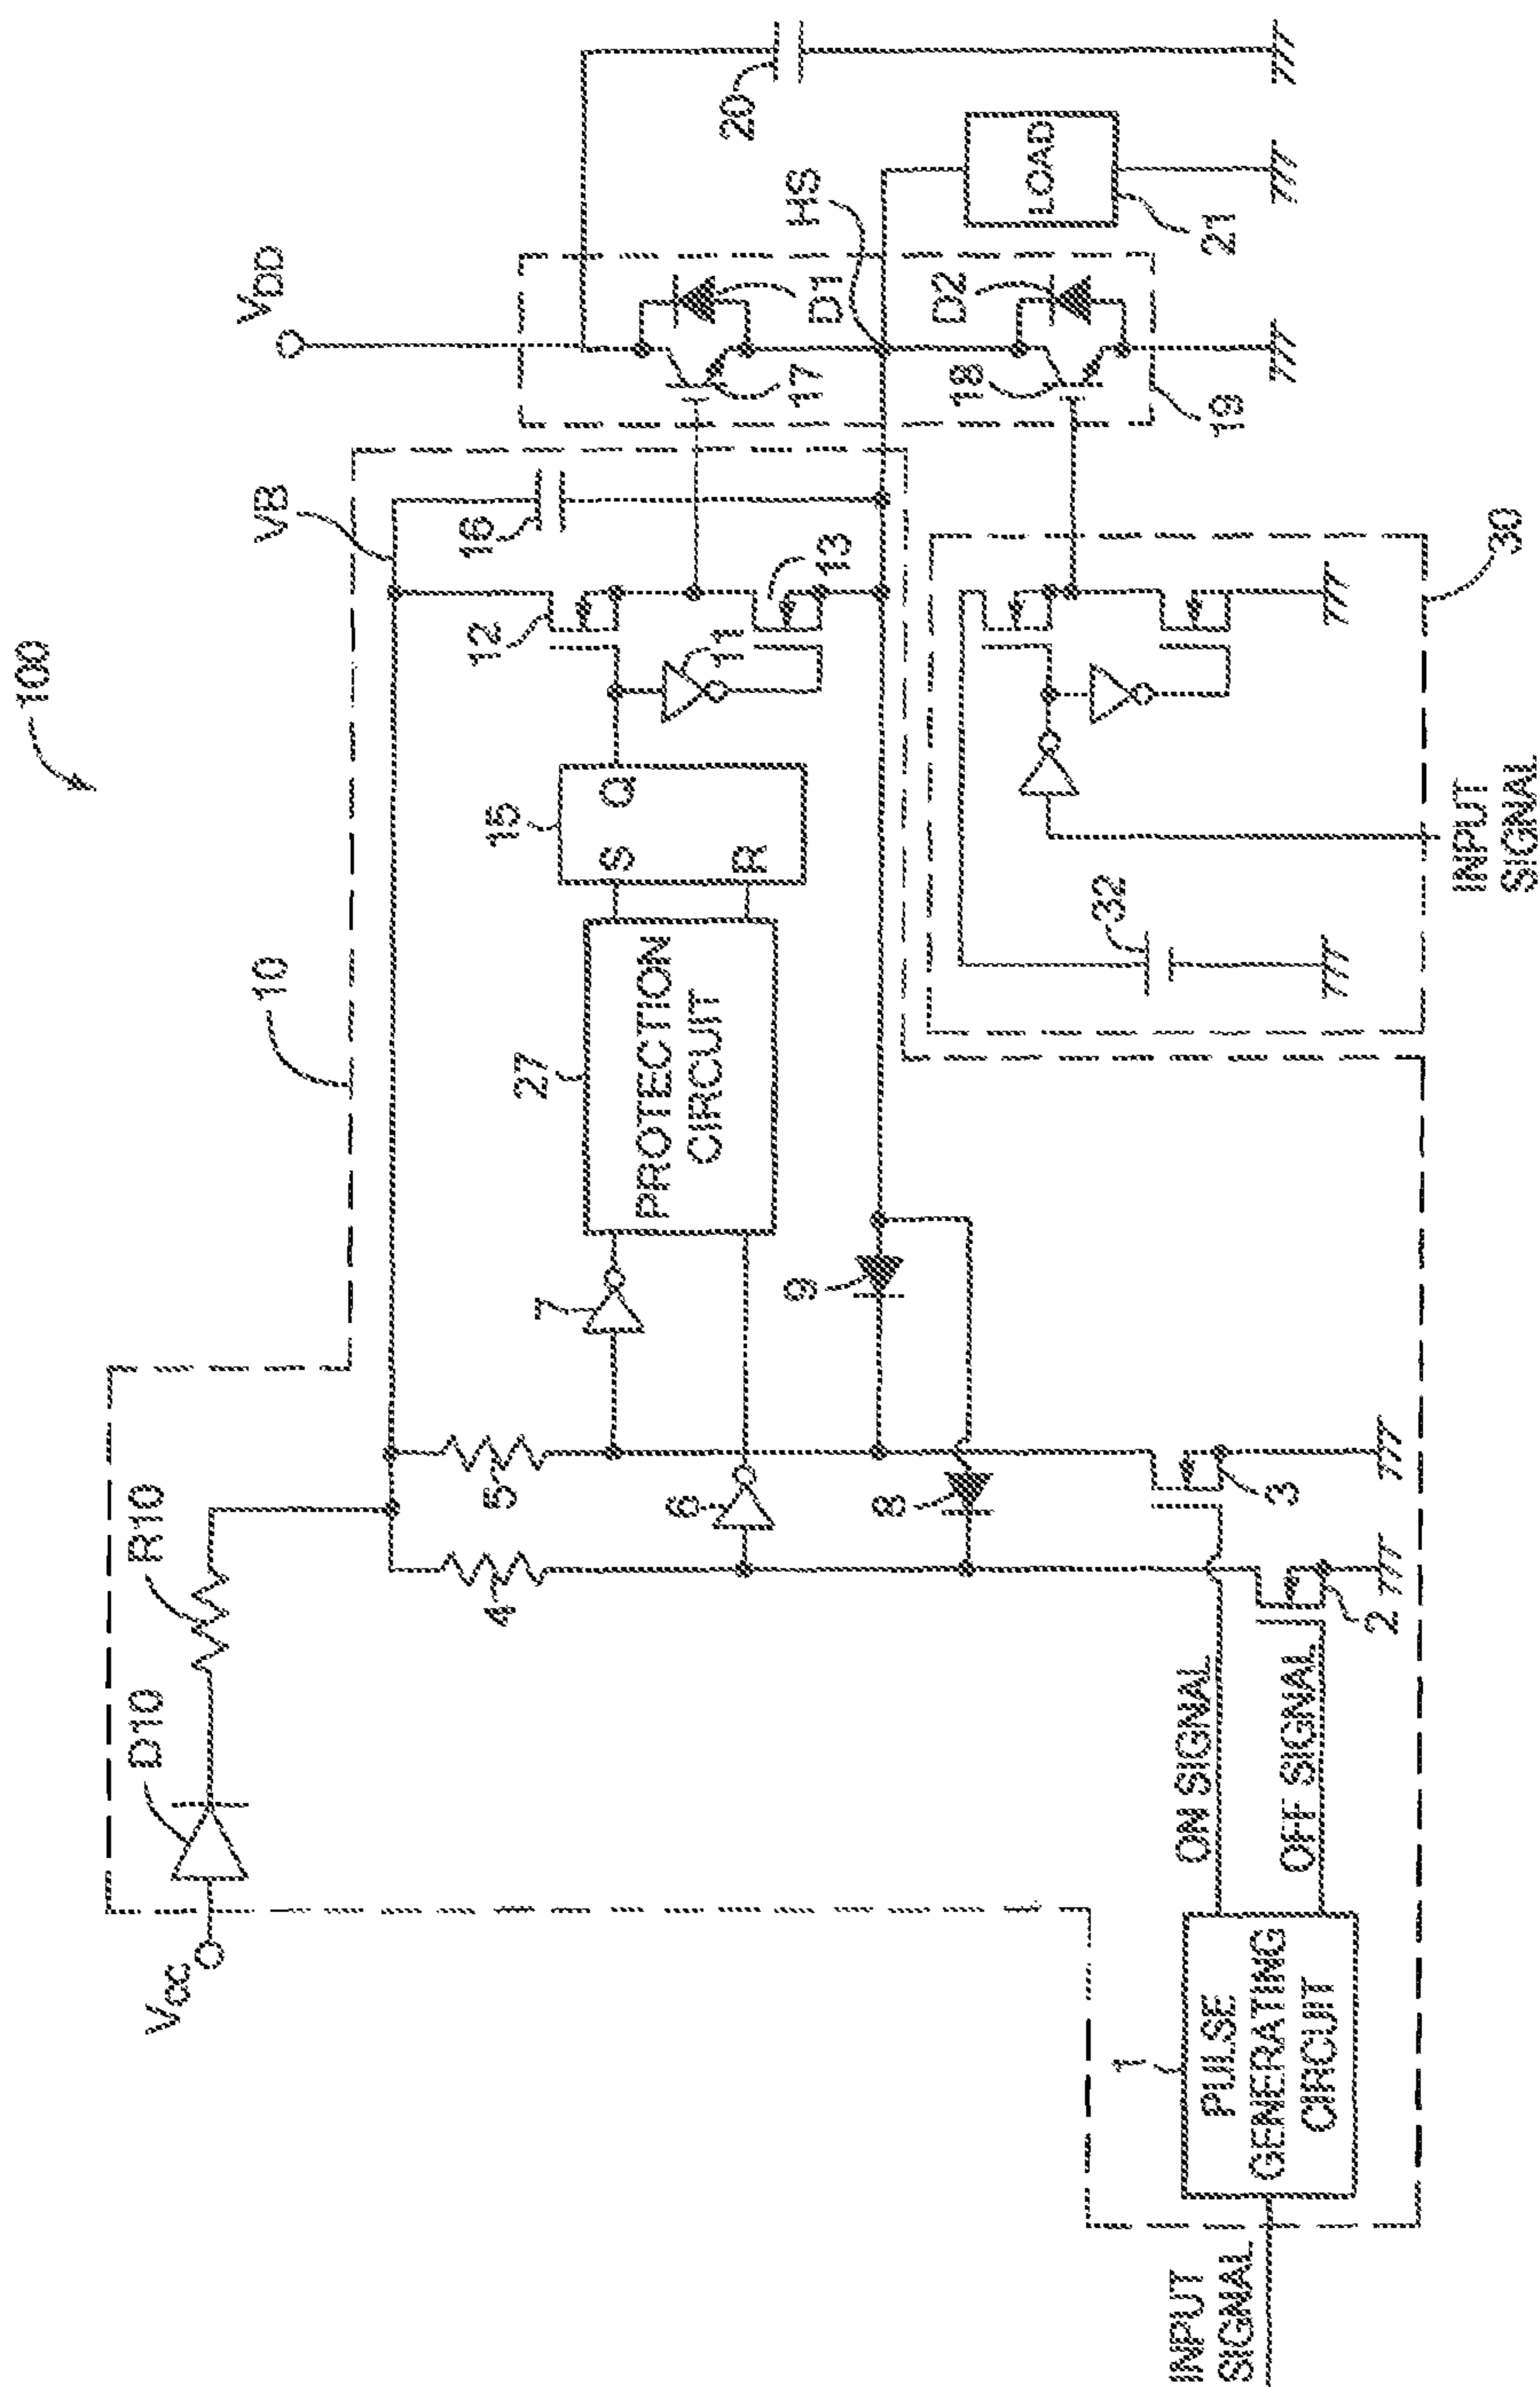 100
VCC
D10
R10
10
VB
VDD
4
5
6
7
27
PROTECTION
CIRCUIT
15
S
R
Q
12
11
13
16
17
D1
HS
20
9
8
18
D2
19
LOAD
21
ON SIGNAL
OFF SIGNAL
3
2
1
PULSE
GENERATING
CIRCUIT
INPUT
SIGNAL
32
30
INPUT
SIGNAL